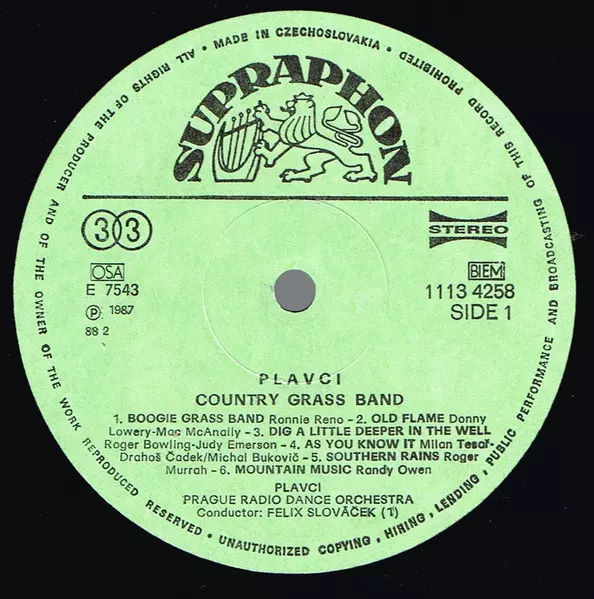 • MADE IN CZECHOSLOVAKIA •
ALL RIGHTS OF THE PRODUCER AND OF THE OWNER OF THE WORK REPRODUCED RESERVED • UNAUTHORIZED COPYING, HIRING, LENDING, PUBLIC PERFORMANCE AND BROADCASTING OF THIS RECORD PROHIBITED
SUPRAPHON
33
STEREO
OSA
BIEM
E 7543
1113 4258
Ⓟ 1987
SIDE 1
88 2
PLAVCI
COUNTRY GRASS BAND
1. BOOGIE GRASS BAND Ronnie Reno - 2. OLD FLAME Donny
Lowery-Mac McAnally - 3. DIG A LITTLE DEEPER IN THE WELL
Roger Bowling-Judy Emerson - 4. AS YOU KNOW IT Milan Tesař-
Drahoš Čadek/Michal Bukovič - 5. SOUTHERN RAINS Roger
Murrah - 6. MOUNTAIN MUSIC Randy Owen
PLAVCI
PRAGUE RADIO DANCE ORCHESTRA
Conductor: FELIX SLOVÁČEK (1)